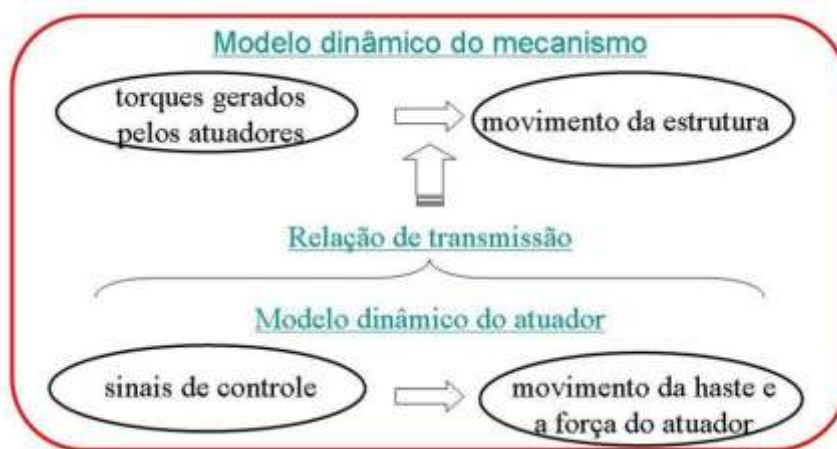 Modelo dinâmico do mecanismo
torques gerados
pelos atuadores
movimento da estrutura
Relação de transmissão
Modelo dinâmico do atuador
sinais de controle
movimento da haste e
a força do atuador